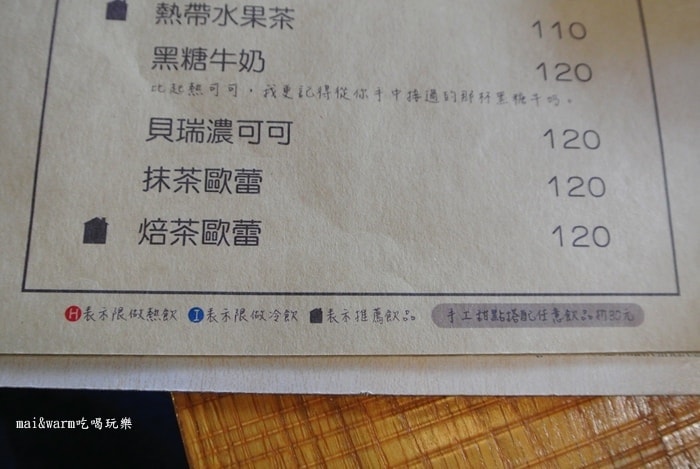 熱帶水果茶 110
黑糖牛奶 120
比起熱可可，我更記得從你手中接過的那杯黑糖牛奶。
貝瑞濃可可 120
抹茶歐蕾 120
焙茶歐蕾 120
H表示限做熱飲 I表示限做冷飲 表示推薦飲品 手工甜點搭配任意飲品折30元
mai&warm吃喝玩樂